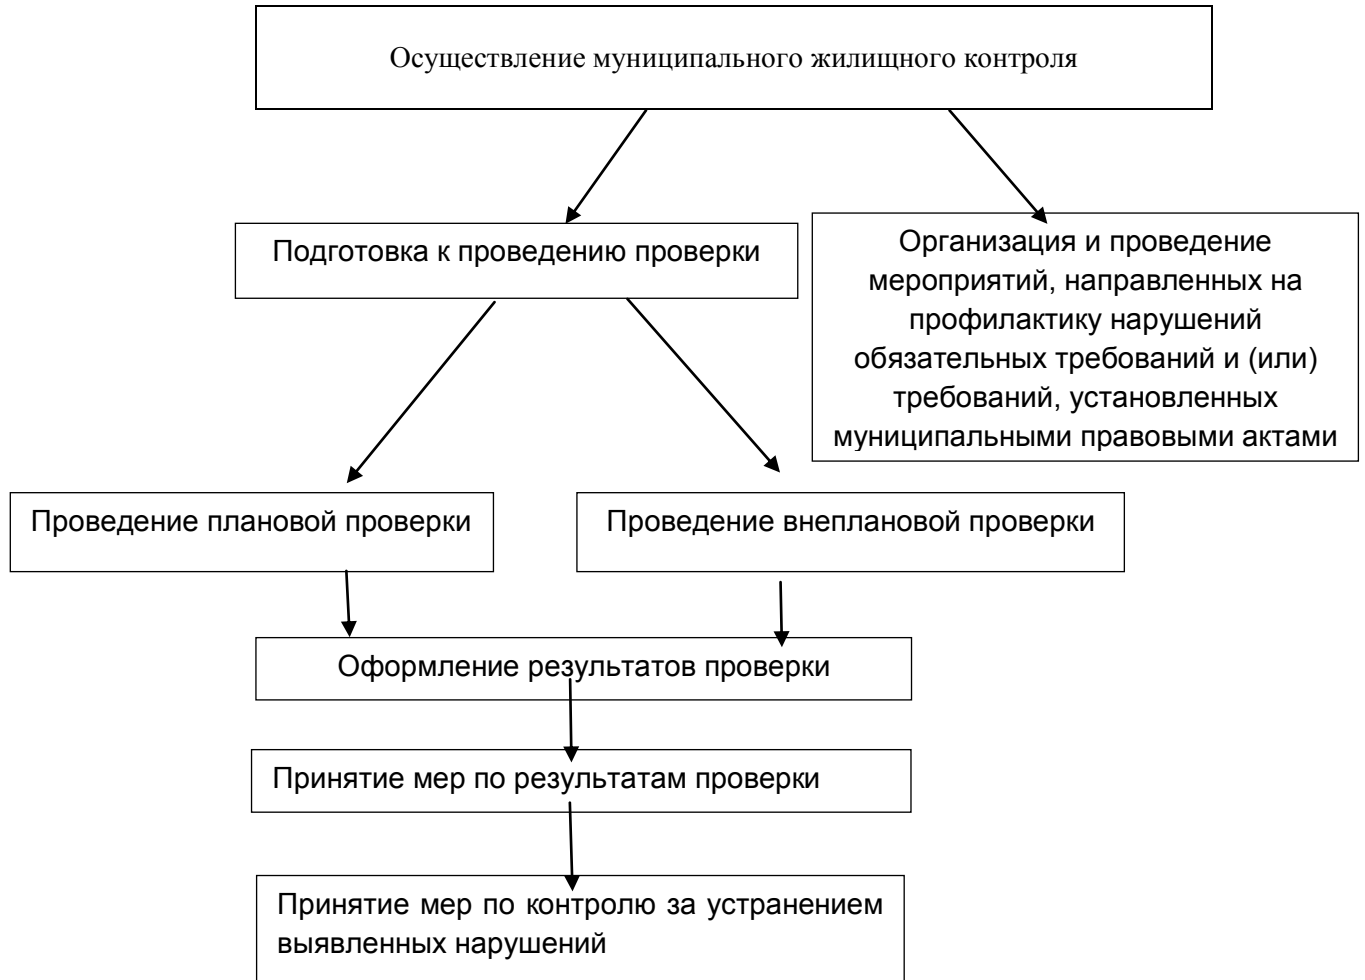 Осуществление муниципального жилищного контроля
Подготовка к проведению проверки
Организация и проведение
мероприятий, направленных на
профилактику нарушений
обязательных требований и (или)
требований, установленных
муниципальными правовыми актами
Проведение плановой проверки
Проведение внеплановой проверки
Оформление результатов проверки
Принятие мер по результатам проверки
Принятие мер по контролю за устранением
выявленных нарушений